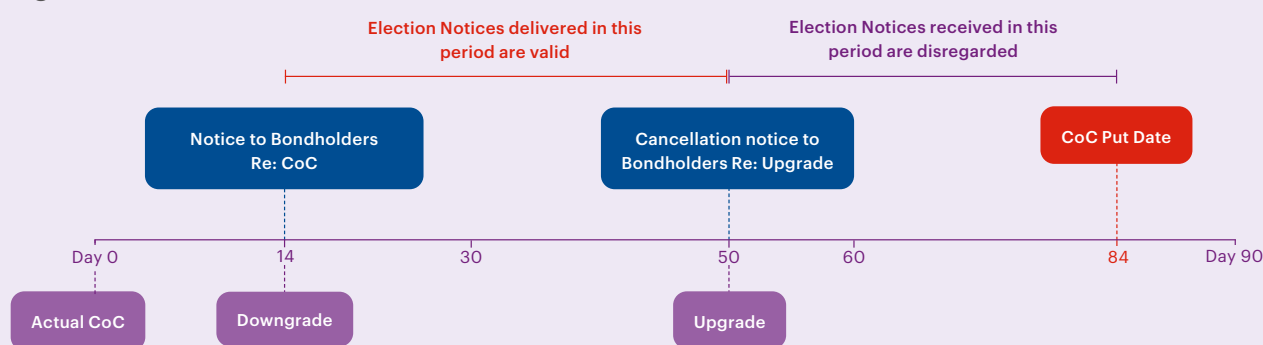 Election Notices delivered in this
period are valid
Election Notices received in this
period are disregarded
Notice to Bondholders
Re: CoC
Cancellation notice to
Bondholders Re: Upgrade
CoC Put Date
Day 0
14
30
50
60
84
Day 90
Actual CoC
Downgrade
Upgrade